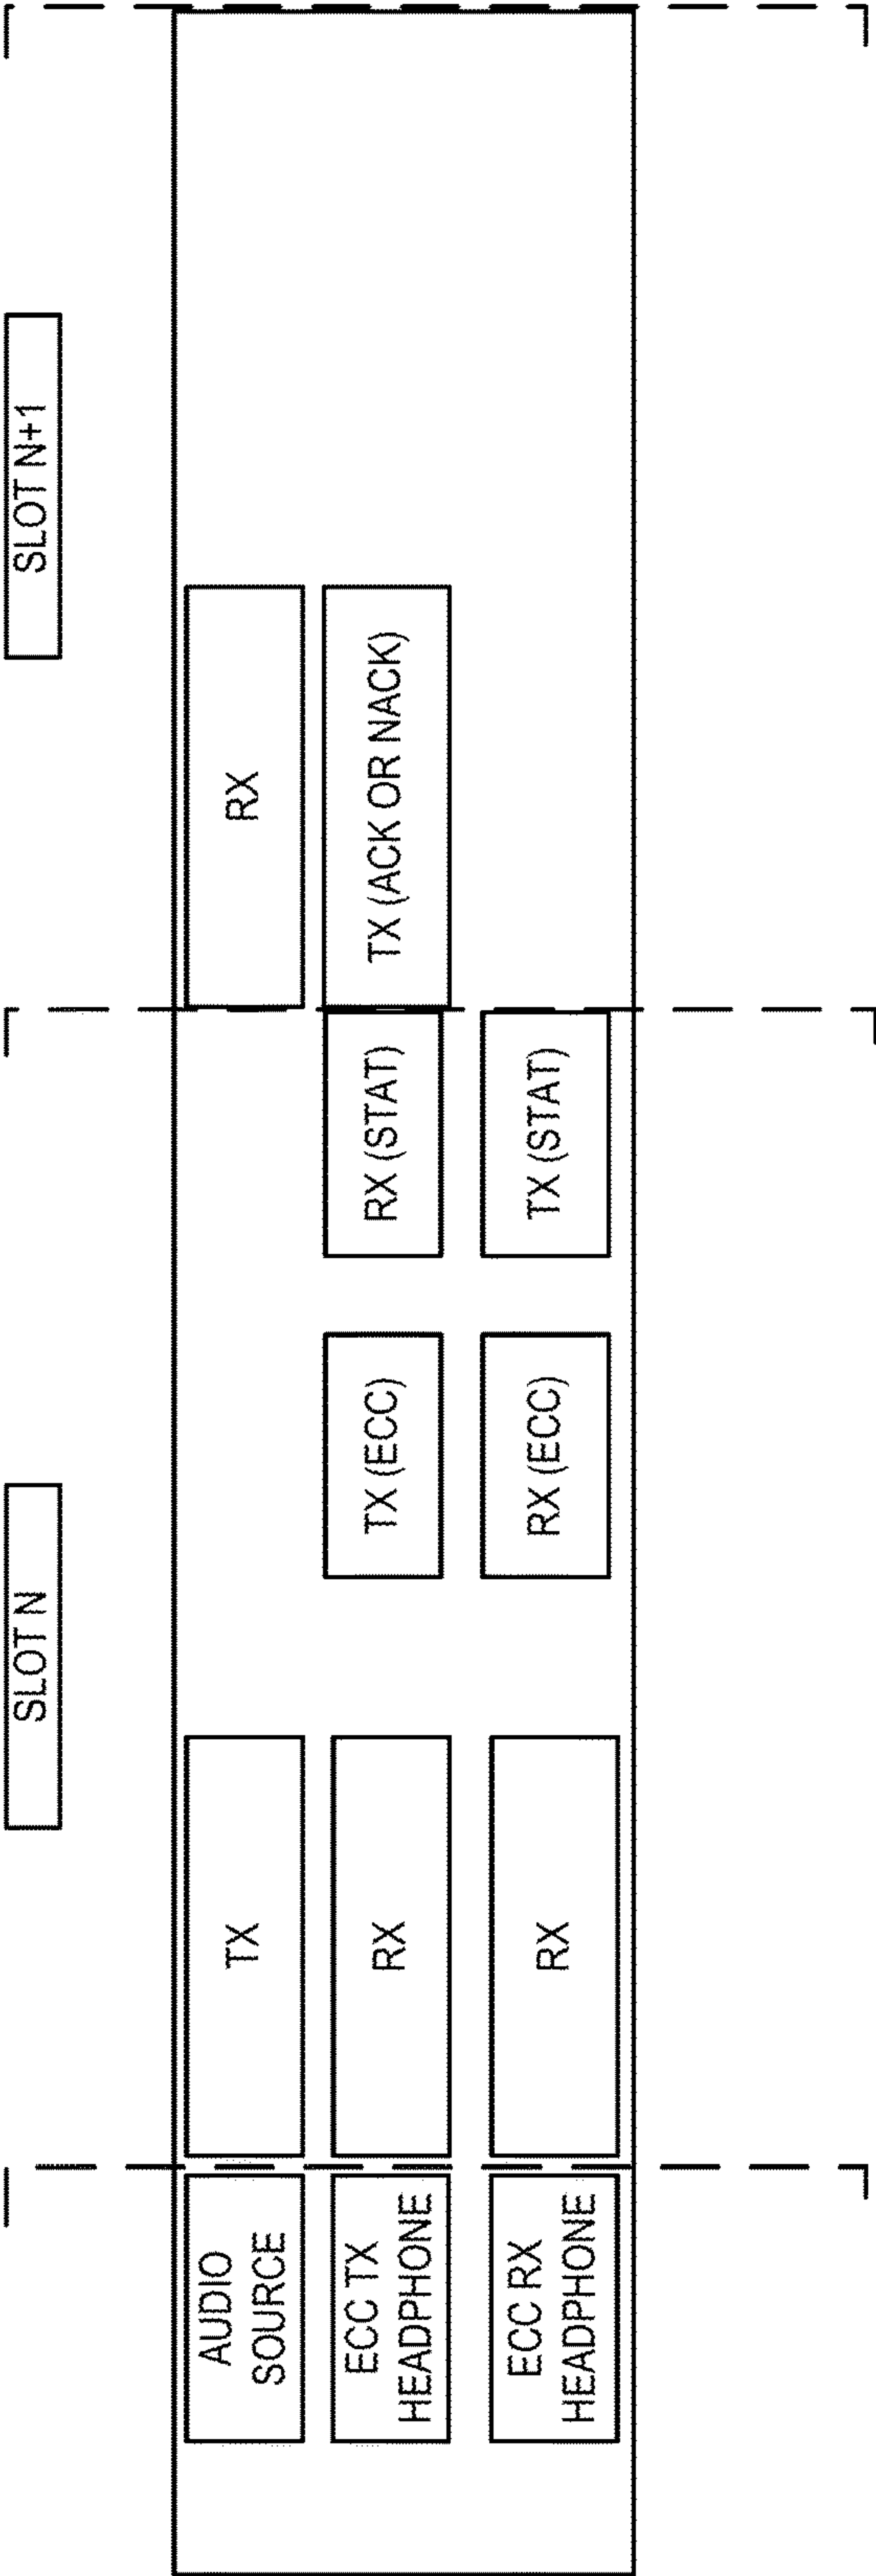 SLOT N
SLOT N+1
AUDIO
SOURCE
TX
RX
ECC TX
HEADPHONE
RX
TX (ECC)
RX (STAT)
TX (ACK OR NACK)
ECC RX
HEADPHONE
RX
RX (ECC)
TX (STAT)